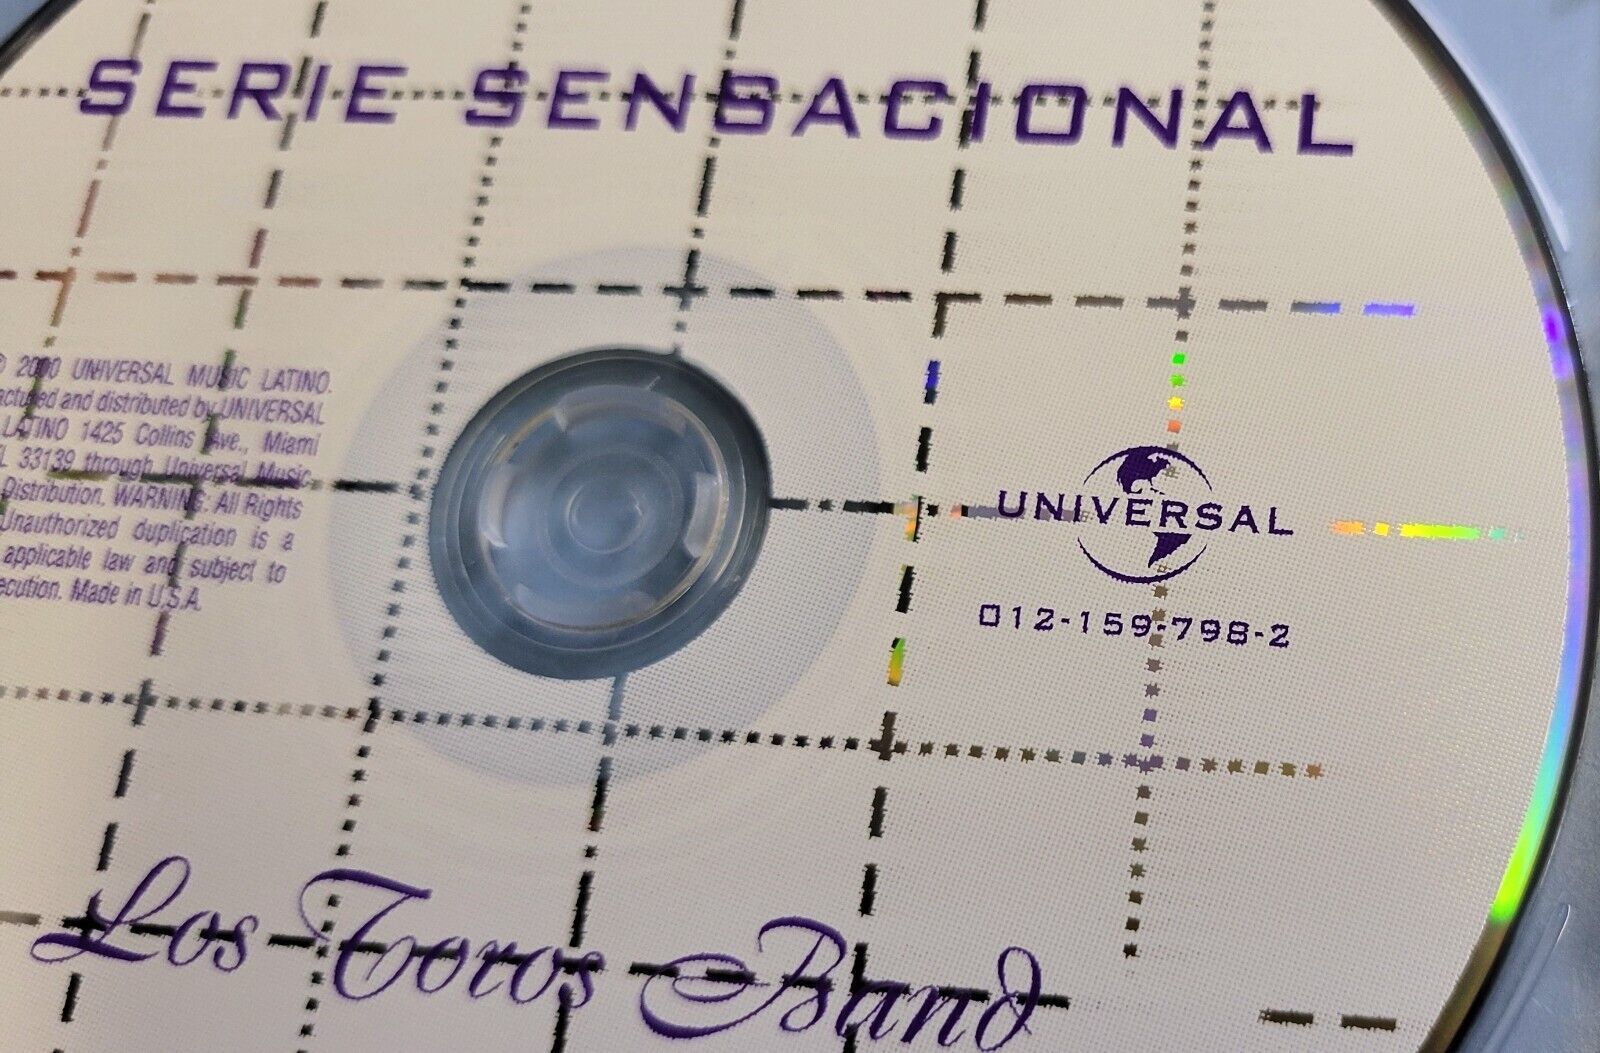 SERIE SENSACIONAL
2000 UNIVERSAL MUSIC LATINO.
and distributed by UNIVERSAL
LATINO 1425 Collins Ave., Miami
33139 through Universal Music
Distribution. WARNING: All Rights
Unauthorized duplication is a
applicable law and subject to
Made in U.S.A.
UNIVERSAL
012-159-798-2
Los Toros Band